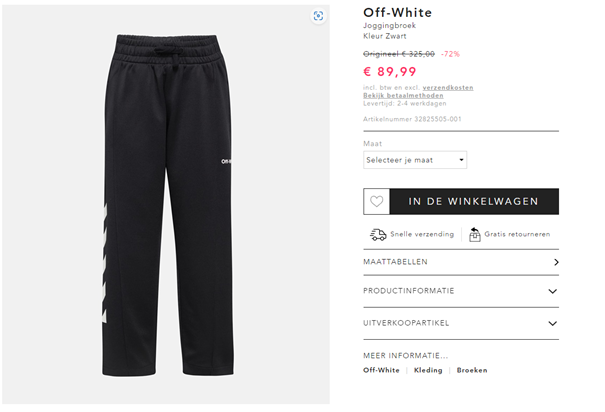 Off-White
Off-White
Joggingbroek
Kleur Zwart
Origineel € 325,00 -72%
€ 89,99
incl. btw en excl. verzendkosten
Bekijk betaalmethoden
Levertijd: 2-4 werkdagen
Artikelnummer 32825505-001
Maat
Selecteer je maat
IN DE WINKELWAGEN
Snelle verzending
Gratis retourneren
MAATTABELLEN
PRODUCTINFORMATIE
UITVERKOOPARTIKEL
MEER INFORMATIE...
Off-White | Kleding | Broeken